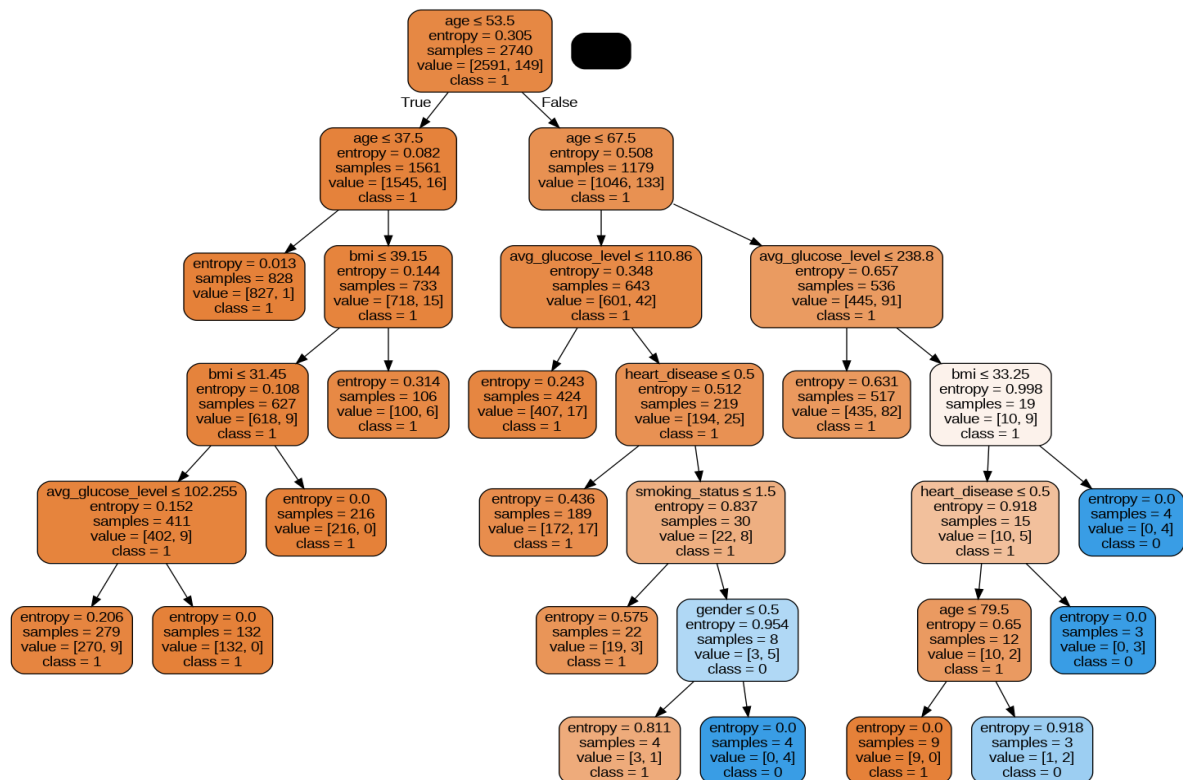 age ≤ 53.5
entropy = 0.305
samples = 2740
value = [2591, 149]
class = 1
True
False
age ≤ 37.5
entropy = 0.082
samples = 1561
value = [1545, 16]
class = 1
age ≤ 67.5
entropy = 0.508
samples = 1179
value = [1046, 133]
class = 1
entropy = 0.013
samples = 828
value = [827, 1]
class = 1
bmi ≤ 39.15
entropy = 0.144
samples = 733
value = [718, 15]
class = 1
avg_glucose_level ≤ 110.86
entropy = 0.348
samples = 643
value = [601, 42]
class = 1
avg_glucose_level ≤ 238.8
entropy = 0.657
samples = 536
value = [445, 91]
class = 1
bmi ≤ 31.45
entropy = 0.108
samples = 627
value = [618, 9]
class = 1
entropy = 0.314
samples = 106
value = [100, 6]
class = 1
entropy = 0.243
samples = 424
value = [407, 17]
class = 1
heart_disease ≤ 0.5
entropy = 0.512
samples = 219
value = [194, 25]
class = 1
entropy = 0.631
samples = 517
value = [435, 82]
class = 1
bmi ≤ 33.25
entropy = 0.998
samples = 19
value = [10, 9]
class = 1
avg_glucose_level ≤ 102.255
entropy = 0.152
samples = 411
value = [402, 9]
class = 1
entropy = 0.0
samples = 216
value = [216, 0]
class = 1
entropy = 0.436
samples = 189
value = [172, 17]
class = 1
smoking_status ≤ 1.5
entropy = 0.837
samples = 30
value = [22, 8]
class = 1
heart_disease ≤ 0.5
entropy = 0.918
samples = 15
value = [10, 5]
class = 1
entropy = 0.0
samples = 4
value = [0, 4]
class = 0
entropy = 0.206
samples = 279
value = [270, 9]
class = 1
entropy = 0.0
samples = 132
value = [132, 0]
class = 1
entropy = 0.575
samples = 22
value = [19, 3]
class = 1
gender ≤ 0.5
entropy = 0.954
samples = 8
value = [3, 5]
class = 0
age ≤ 79.5
entropy = 0.65
samples = 12
value = [10, 2]
class = 1
entropy = 0.0
samples = 3
value = [0, 3]
class = 0
entropy = 0.811
samples = 4
value = [3, 1]
class = 1
entropy = 0.0
samples = 4
value = [0, 4]
class = 0
entropy = 0.0
samples = 9
value = [9, 0]
class = 1
entropy = 0.918
samples = 3
value = [1, 2]
class = 0